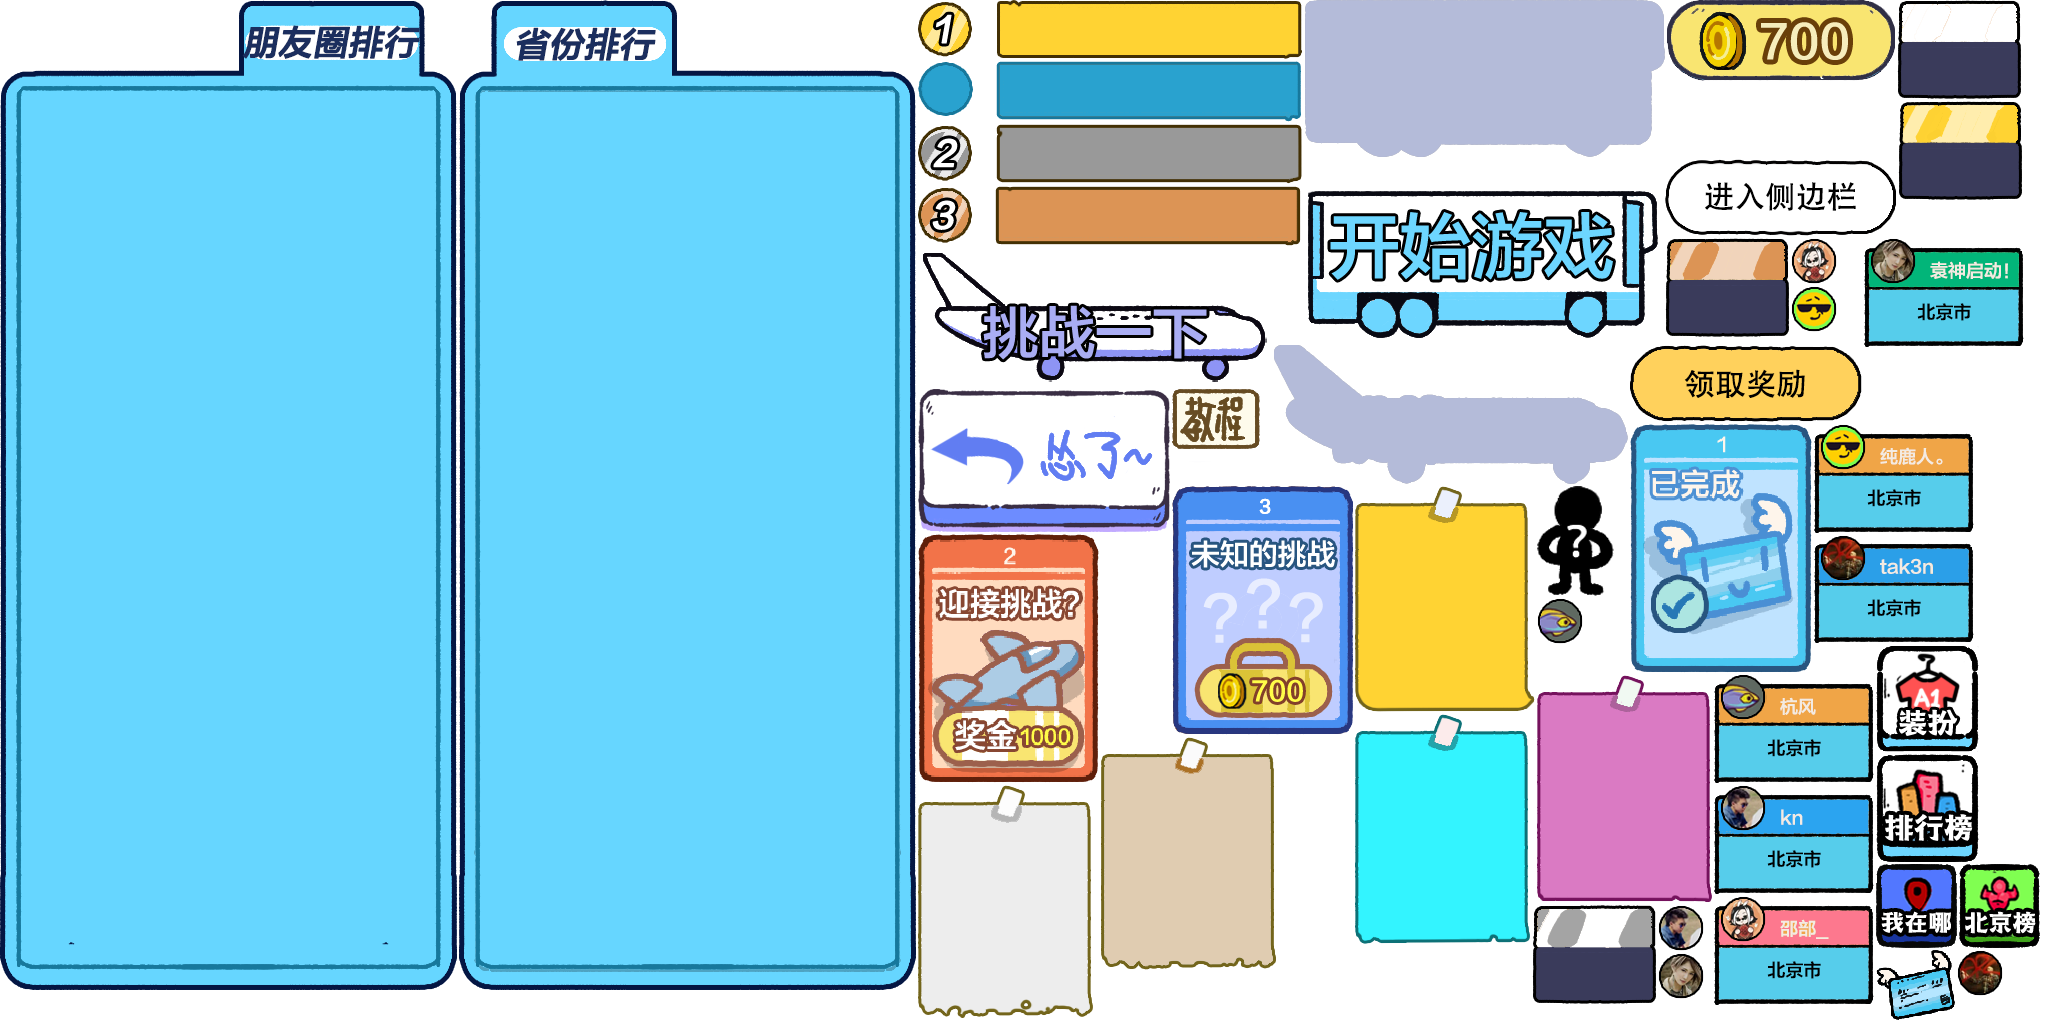 朋友圈排行
省份排行
1
2
3
700
进入侧边栏
开始游戏
袁神启动!
北京市
挑战一下
领取奖励
教程
怂了~
1
已完成
纯鹿人。
北京市
3
未知的挑战
???
700
?
2
迎接挑战?
奖金1000
tak3n
北京市
A1
装扮
杭风
北京市
排行榜
kn
北京市
我在哪
北京榜
邵部_
北京市